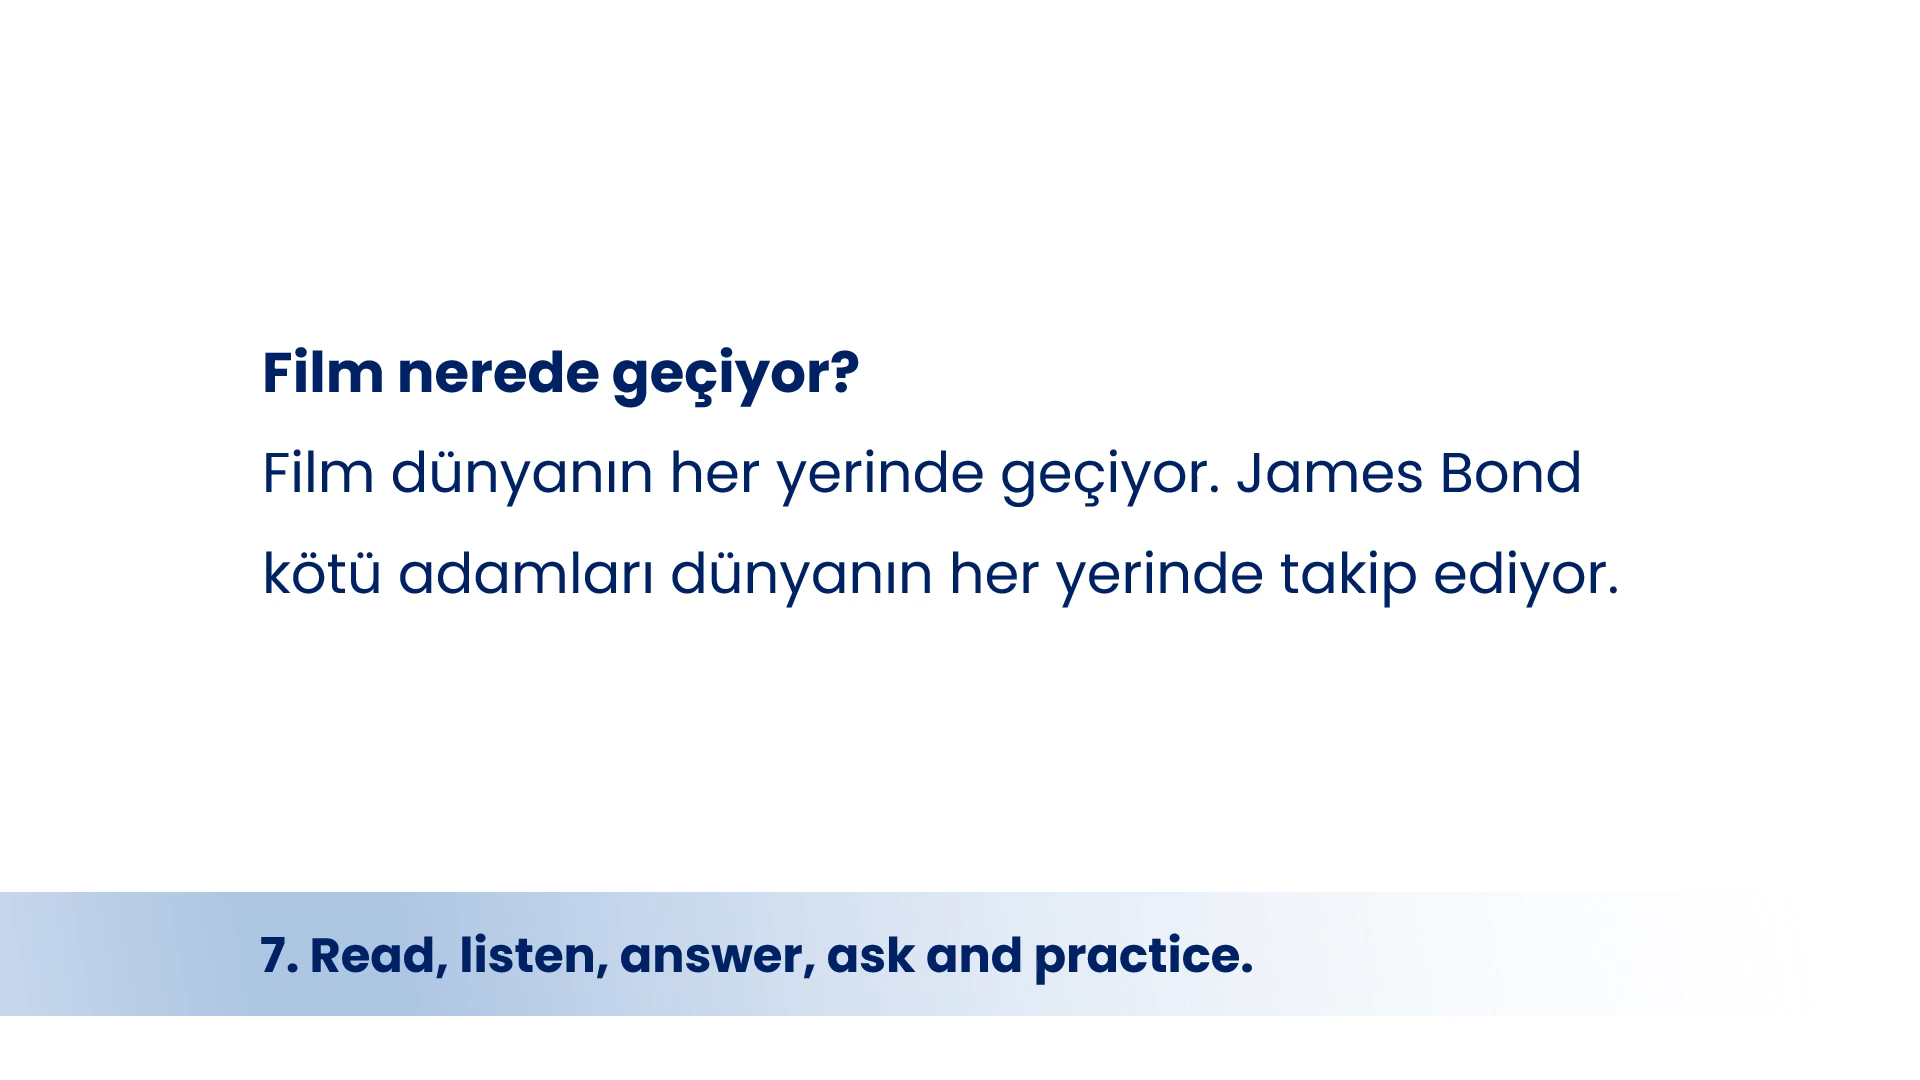 Film nerede geçiyor?
Film dünyanın her yerinde geçiyor. James Bond
kötü adamları dünyanın her yerinde takip ediyor.
7. Read, listen, answer, ask and practice.